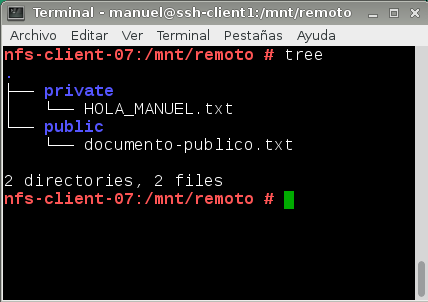 Terminal - manuel@ssh-client1:/mnt/remoto
Archivo Editar Ver Terminal Pestañas Ayuda
nfs-client-07:/mnt/remoto # tree
.
├── private
│   └── HOLA_MANUEL.txt
└── public
    └── documento-publico.txt

2 directories, 2 files
nfs-client-07:/mnt/remoto #